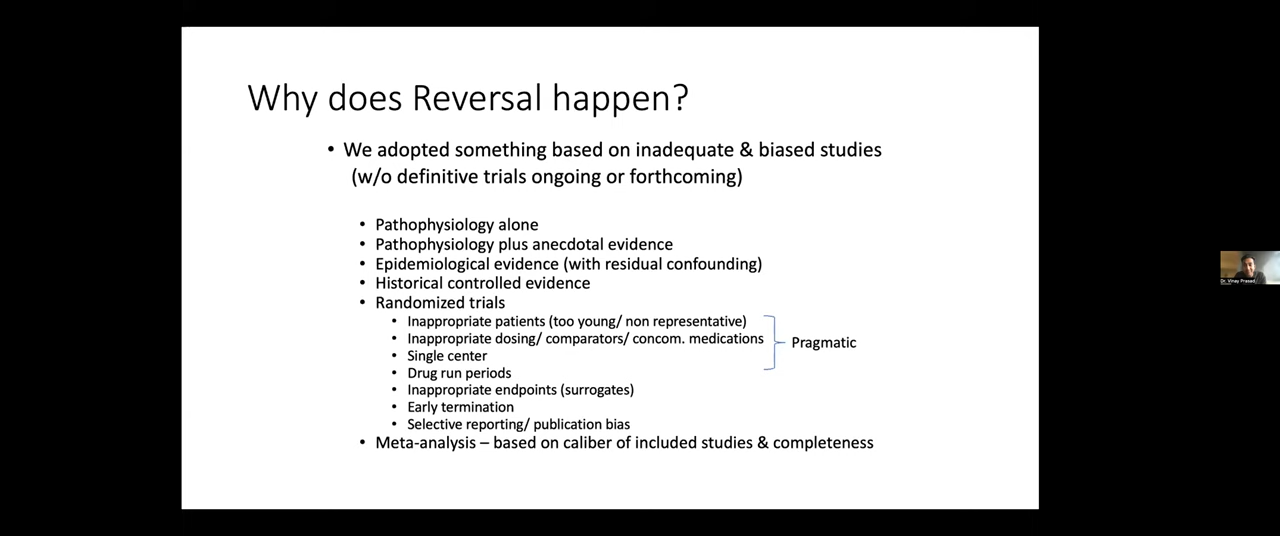 Why does Reversal happen?
• We adopted something based on inadequate & biased studies
(w/o definitive trials ongoing or forthcoming)
• Pathophysiology alone
• Pathophysiology plus anecdotal evidence
• Epidemiological evidence (with residual confounding)
• Historical controlled evidence
• Randomized trials
• Inappropriate patients (too young/ non representative)
• Inappropriate dosing/ comparators/ concom. medications
• Single center
• Drug run periods
Pragmatic
• Inappropriate endpoints (surrogates)
• Early termination
• Selective reporting/ publication bias
• Meta-analysis – based on caliber of included studies & completeness
Dr. Vinay Prasad